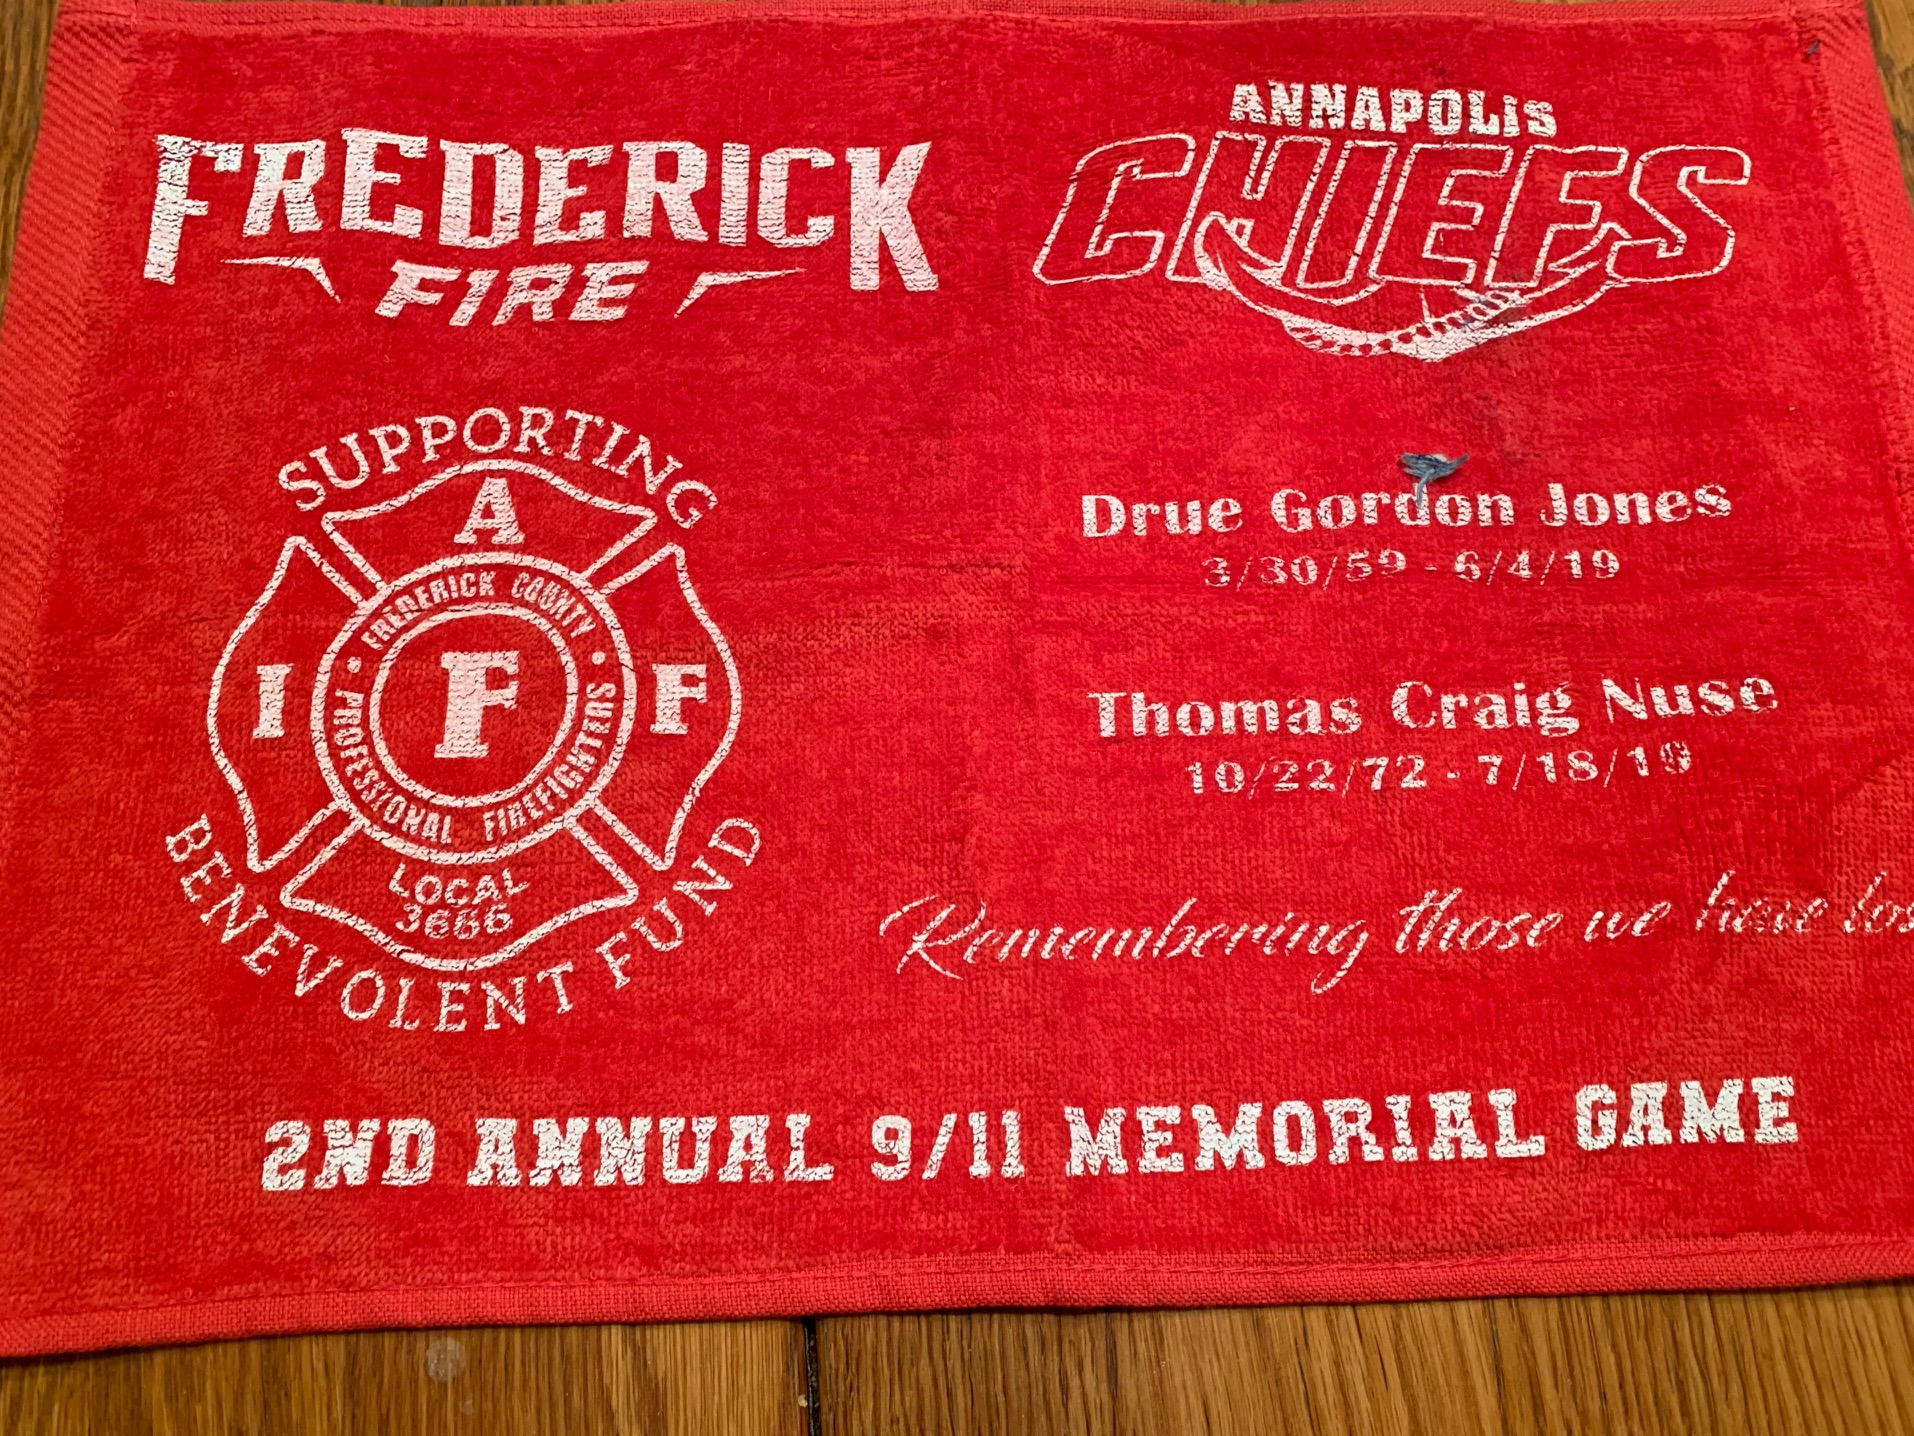 FREDERICK
FIRE
ANNAPOLIS
CHIEFS
SUPPORTING
A
I F F
FREDERICK COUNTY
PROFESSIONAL FIREFIGHTERS
LOCAL
3666
BENEVOLENT FUND
Drue Gordon Jones
3/30/59 - 6/4/19
Thomas Craig Nuse
10/22/72 - 7/18/19
Remembering those we have los
2ND ANNUAL 9/11 MEMORIAL GAME